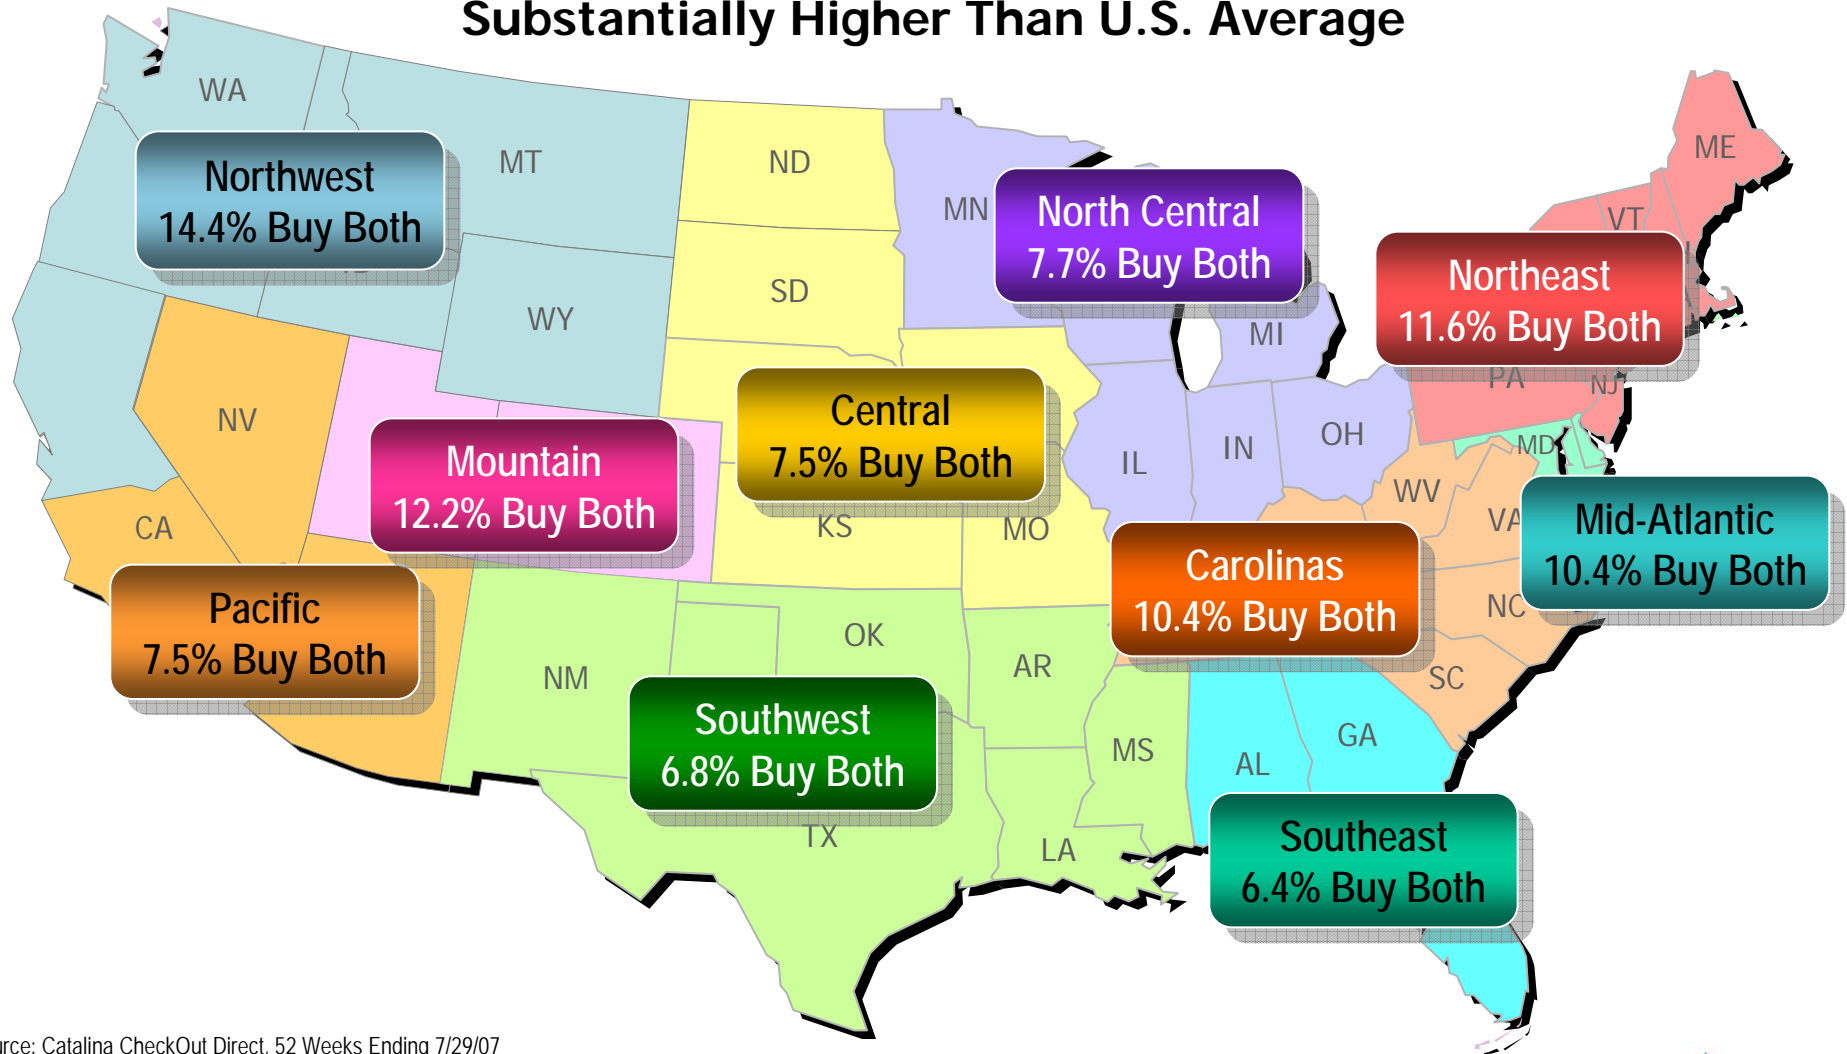 Substantially Higher Than U.S. Average
WA
MT
ND
MN
ME
VT
Northwest
14.4% Buy Both
North Central
7.7% Buy Both
Northeast
11.6% Buy Both
SD
WY
MI
PA
NJ
NV
Central
7.5% Buy Both
Mountain
12.2% Buy Both
IL
IN
OH
MD
WV
VA
CA
KS
MO
Mid-Atlantic
10.4% Buy Both
Carolinas
10.4% Buy Both
Pacific
7.5% Buy Both
NC
OK
NM
AR
SC
Southwest
6.8% Buy Both
MS
AL
GA
TX
LA
Southeast
6.4% Buy Both
urce: Catalina CheckOut Direct, 52 Weeks Ending 7/29/07